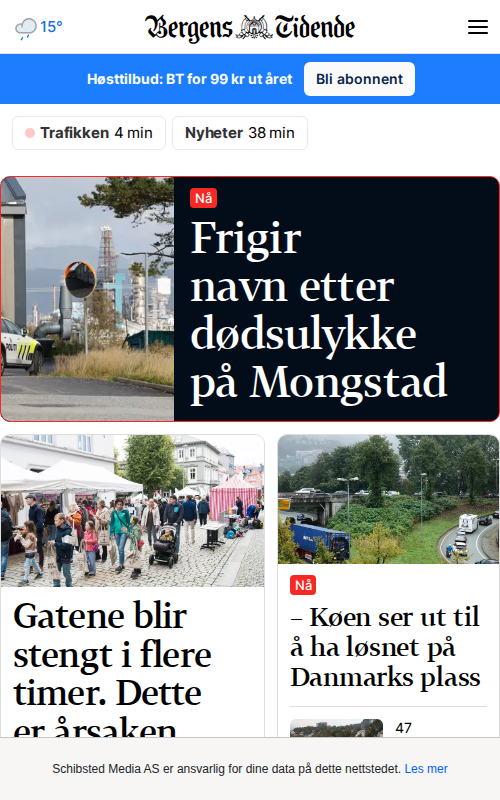 15°
Bergens Tidende
Høsttilbud: BT for 99 kr ut året
Bli abonnent
Trafikken 4 min
Nyheter 38 min
Nå
Frigir
navn etter
dødsulykke
på Mongstad
POLITI
Gatene blir
stengt i flere
timer. Dette
er årsaken
Nå
– Køen ser ut til
å ha løsnet på
Danmarks plass
47
Schibsted Media AS er ansvarlig for dine data på dette nettstedet. Les mer